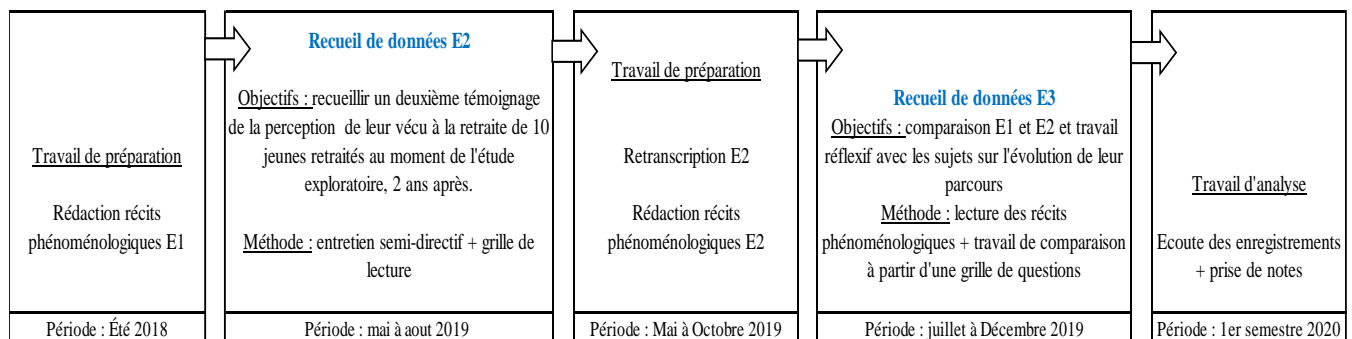 Travail de préparation
Rédaction récits
phénoménologiques E1
Période : Été 2018
Recueil de données E2
Objectifs : recueillir un deuxième témoignage
de la perception de leur vécu à la retraite de 10
jeunes retraités au moment de l'étude
exploratoire, 2 ans après.
Méthode : entretien semi-directif + grille de
lecture
Période : mai à aout 2019
Travail de préparation
Retranscription E2
Rédaction récits
phénoménologiques E2
Période : Mai à Octobre 2019
Recueil de données E3
Objectifs : comparaison E1 et E2 et travail
réflexif avec les sujets sur l'évolution de leur
parcours
Méthode : lecture des récits
phénoménologiques + travail de comparaison
à partir d'une grille de questions
Période : juillet à Décembre 2019
Travail d'analyse
Ecoute des enregistrements
+ prise de notes
Période : 1er semestre 2020